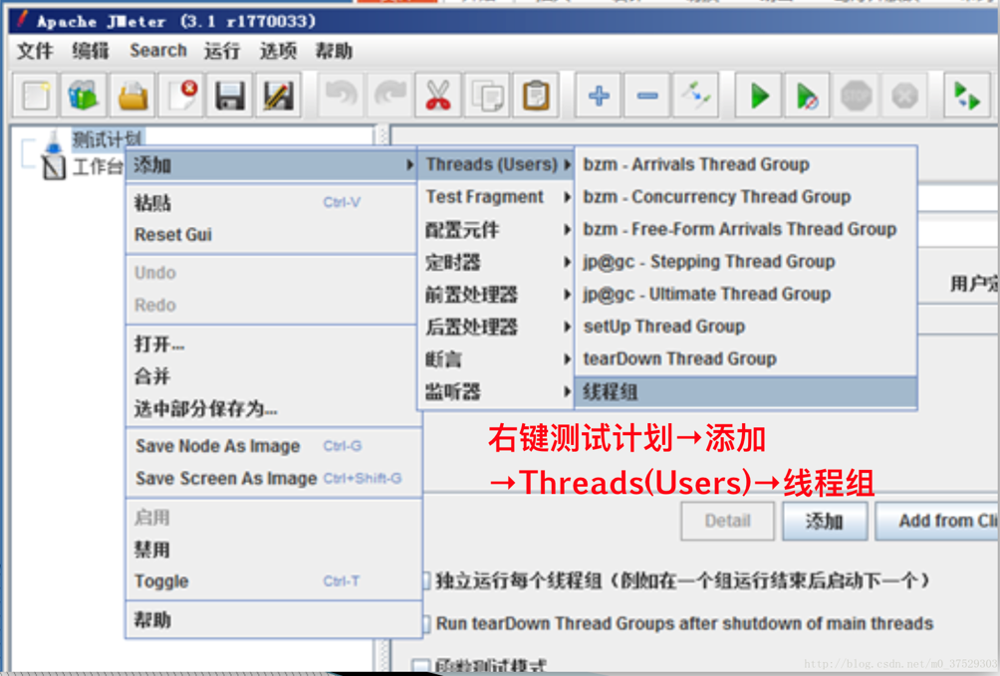 Apache JMeter (3.1 r1770033)
文件 编辑 Search 运行 选项 帮助
测试计划
工作台
添加
粘贴 Ctrl-V
Reset Gui
Undo
Redo
打开...
合并
选中部分保存为...
Save Node As Image Ctrl-G
Save Screen As Image Ctrl+Shift-G
启用
禁用
Toggle Ctrl-T
帮助
Threads (Users)
Test Fragment
配置元件
定时器
前置处理器
后置处理器
断言
监听器
bzm - Arrivals Thread Group
bzm - Concurrency Thread Group
bzm - Free-Form Arrivals Thread Group
jp@gc - Stepping Thread Group
jp@gc - Ultimate Thread Group
setUp Thread Group
tearDown Thread Group
线程组
用户定
右键测试计划→添加
→Threads(Users)→线程组
Detail 添加 Add from Cli
独立运行每个线程组（例如在一个组运行结束后启动下一个）
Run tearDown Thread Groups after shutdown of main threads
函数测试模式
http://blog.csdn.net/m0_37529303